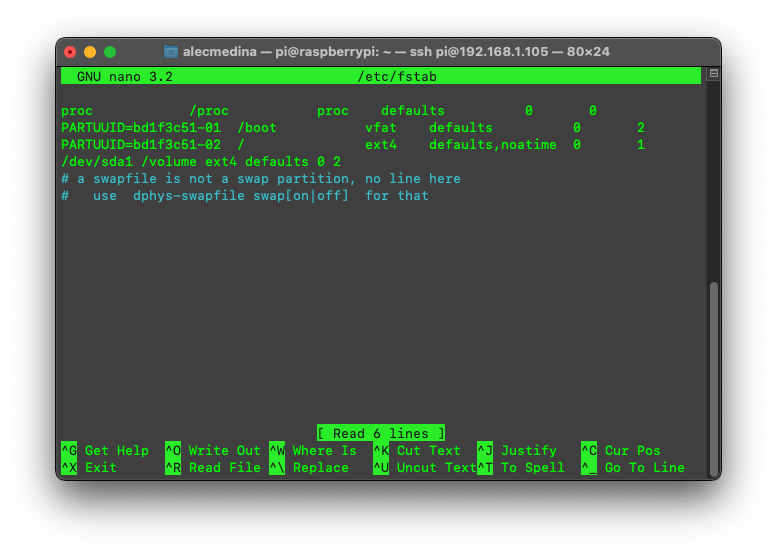 alecmedina — pi@raspberrypi: ~ — ssh pi@192.168.1.105 — 80×24
GNU nano 3.2 /etc/fstab
proc /proc proc defaults 0 0
PARTUUID=bd1f3c51-01 /boot vfat defaults 0 2
PARTUUID=bd1f3c51-02 / ext4 defaults,noatime 0 1
/dev/sda1 /volume ext4 defaults 0 2
# a swapfile is not a swap partition, no line here
# use dphys-swapfile swap[on|off] for that
[ Read 6 lines ]
^G Get Help ^O Write Out ^W Where Is ^K Cut Text ^J Justify ^C Cur Pos
^X Exit ^R Read File ^\ Replace ^U Uncut Text ^T To Spell ^_ Go To Line